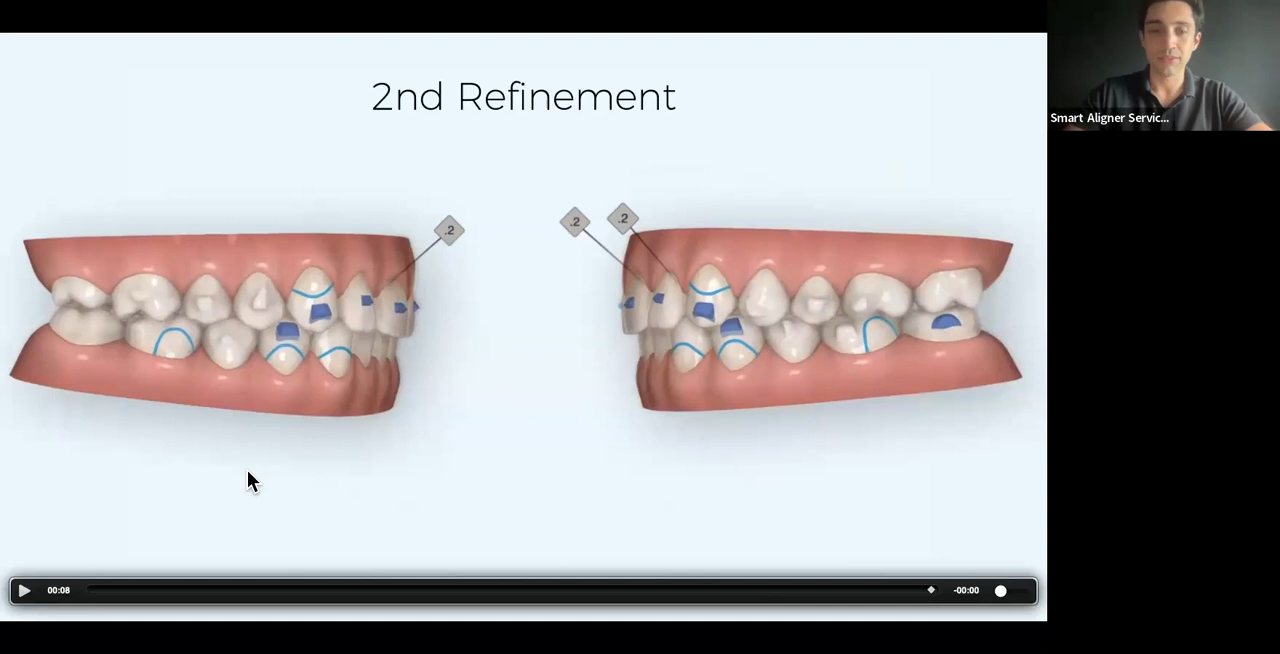 2nd Refinement
Smart Aligner Servic...
.2
.2
.2
00:08
-00:00